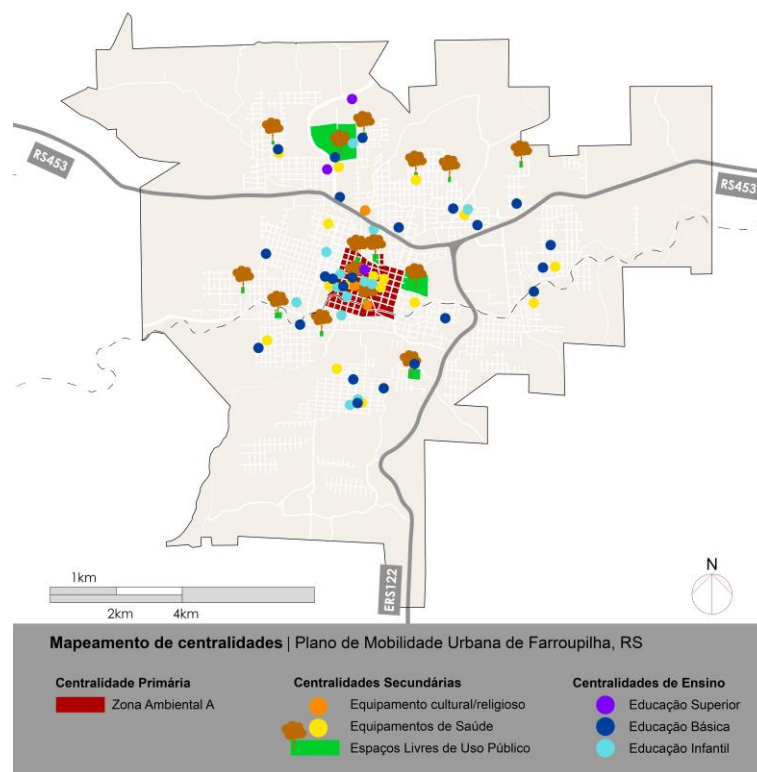 RS453
RS453
ERS122
1km
2km 4km
N
Mapeamento de centralidades | Plano de Mobilidade Urbana de Farroupilha, RS
Centralidade Primária
Zona Ambiental A
Centralidades Secundárias
Equipamento cultural/religioso
Equipamentos de Saúde
Espaços Livres de Uso Público
Centralidades de Ensino
Educação Superior
Educação Básica
Educação Infantil